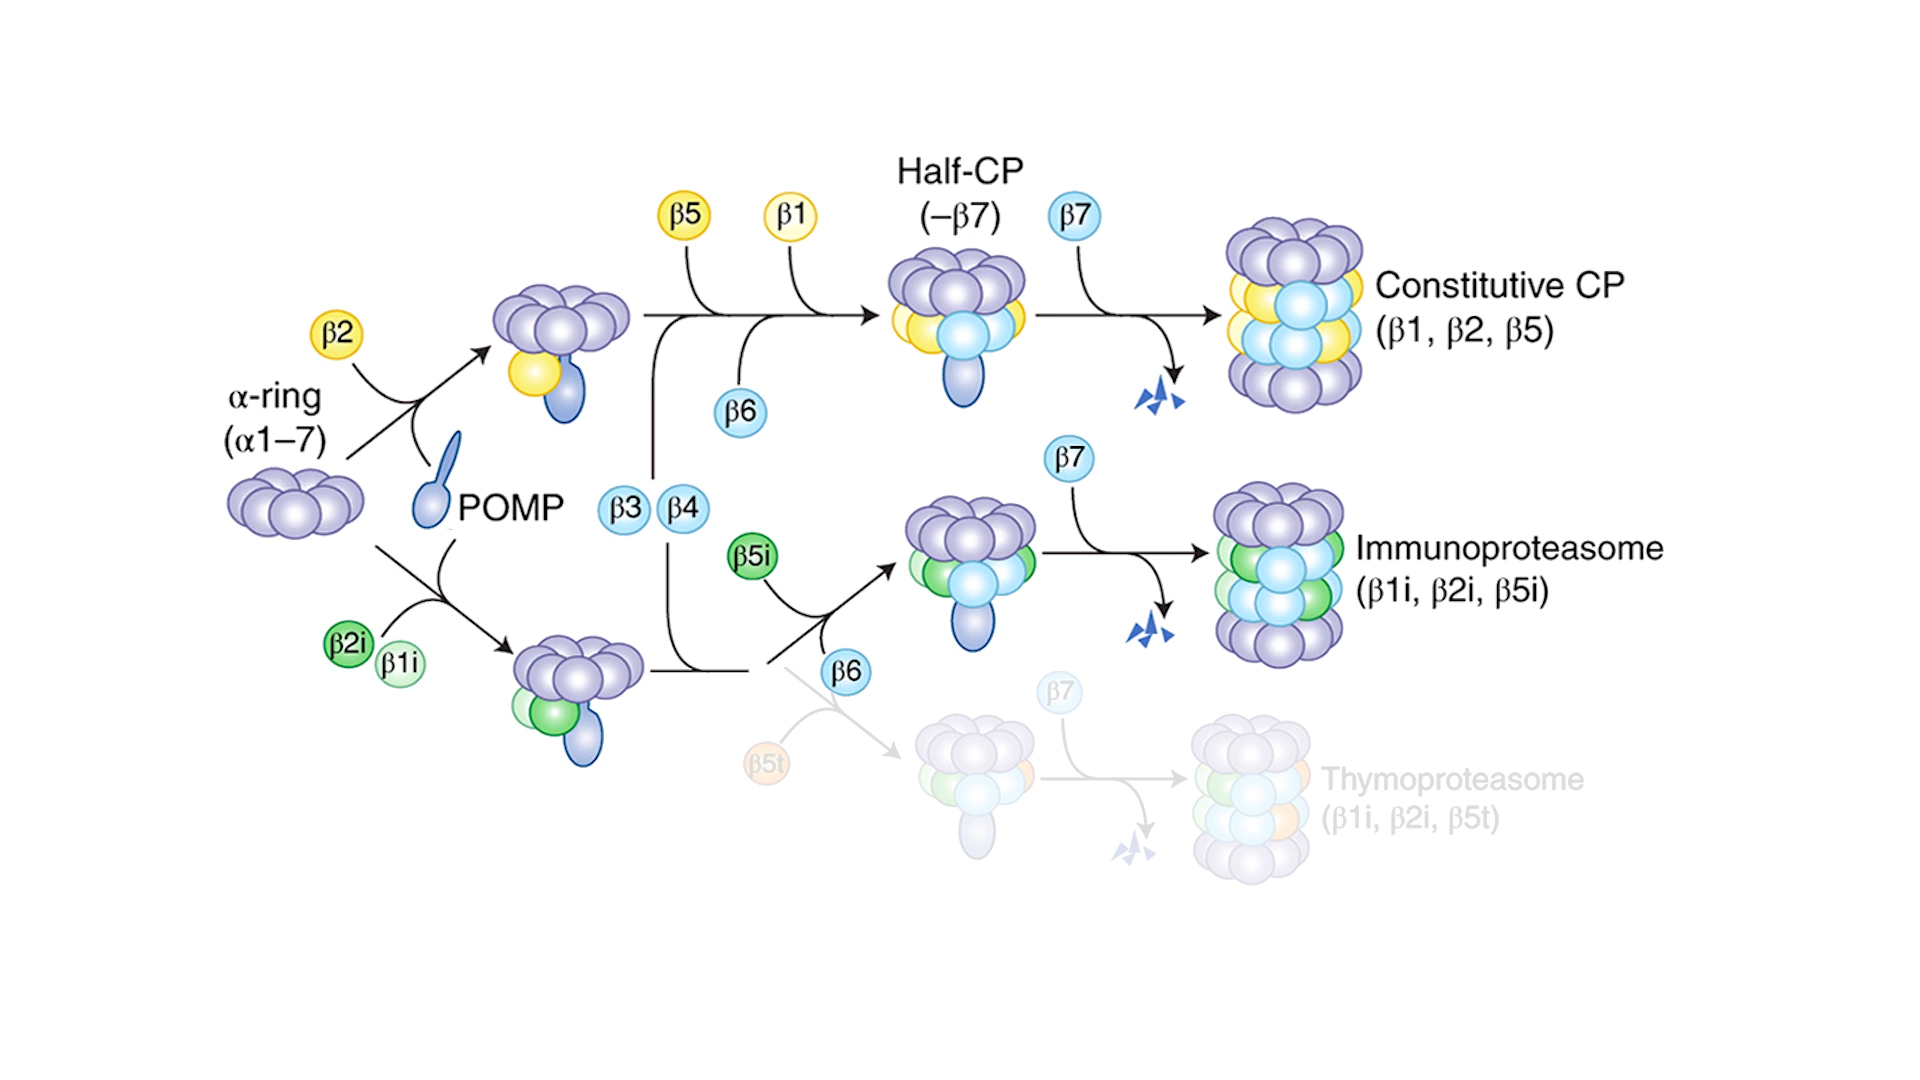 Half-CP
(–β7)
β5
β1
β7
Constitutive CP
(β1, β2, β5)
β2
β6
α-ring
(α1–7)
POMP
β3
β4
β7
β5i
Immunoproteasome
(β1i, β2i, β5i)
β2i
β1i
β6
β7
β5t
Thymoproteasome
(β1i, β2i, β5t)